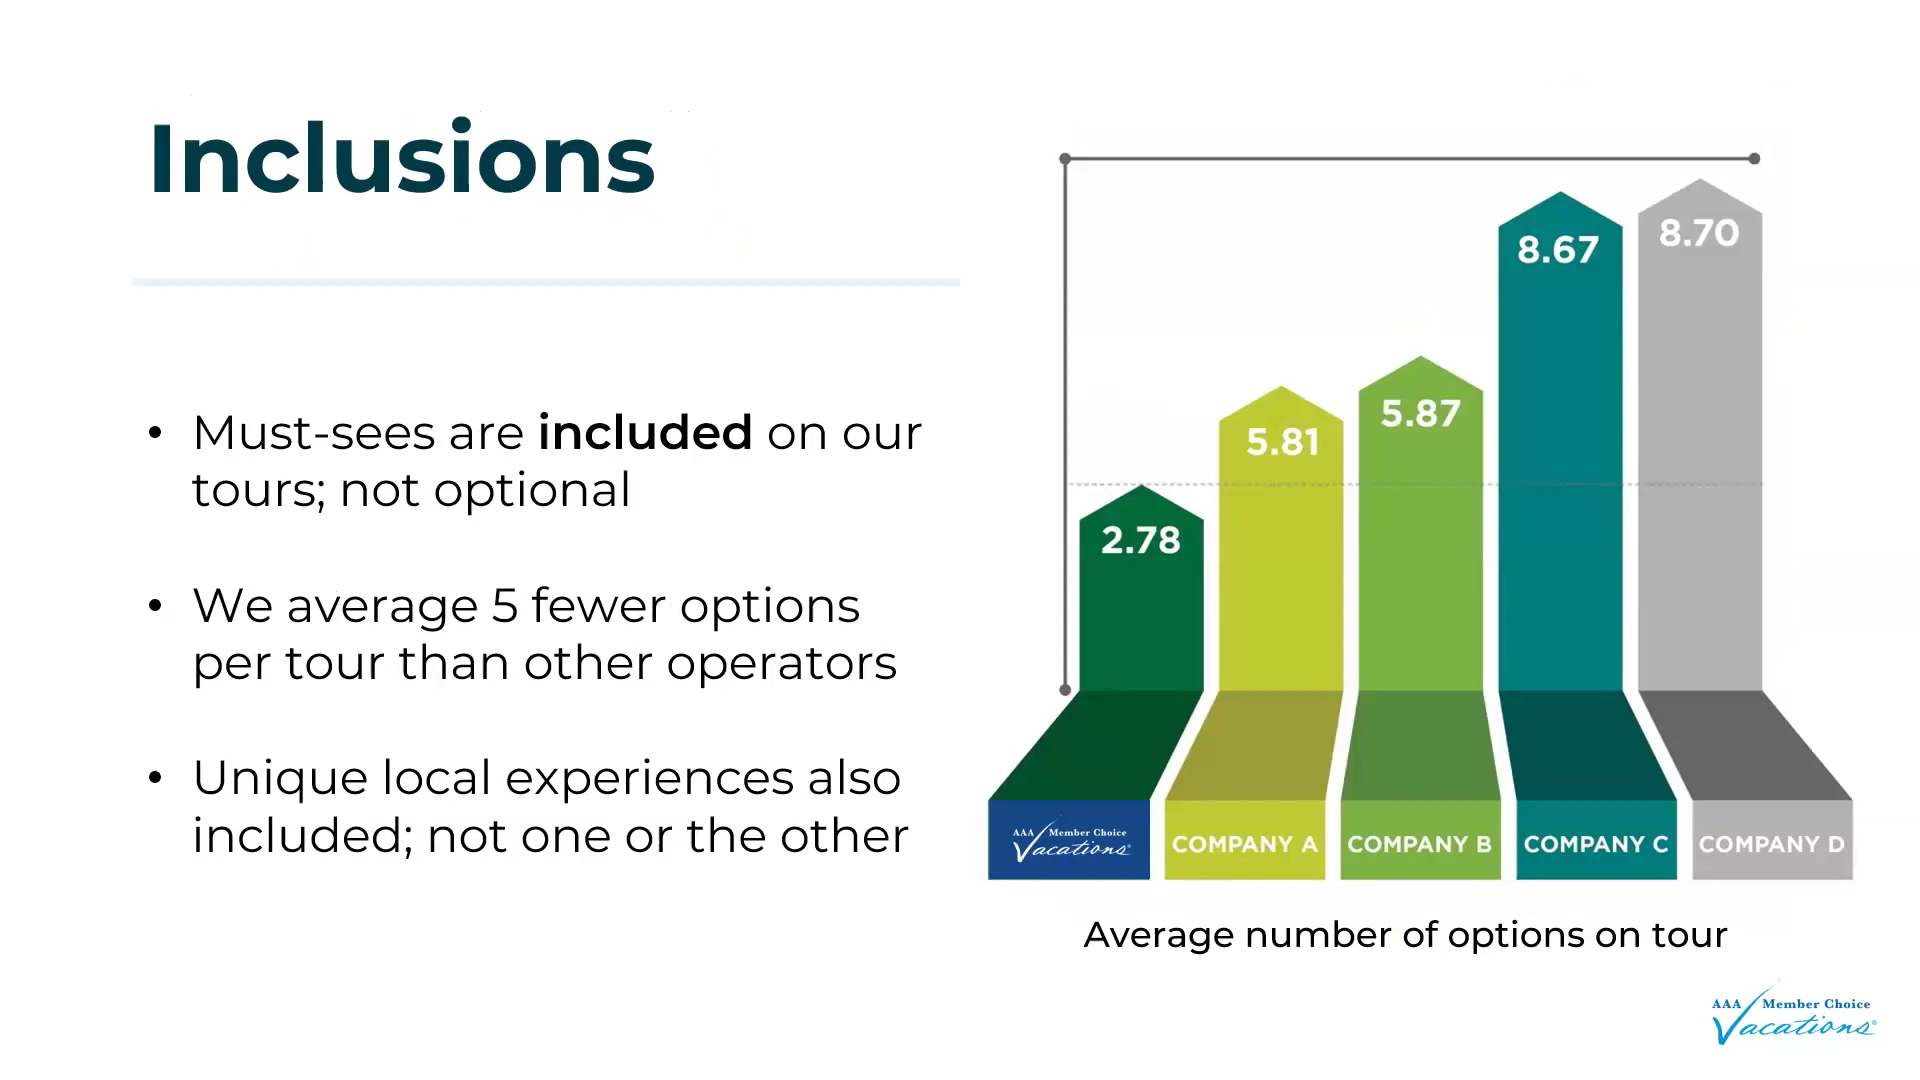 Inclusions
• Must-sees are included on our
tours; not optional
• We average 5 fewer options
per tour than other operators
• Unique local experiences also
included; not one or the other
2.78
5.81
5.87
8.67
8.70
AAA Member Choice
Vacations®
COMPANY A
COMPANY B
COMPANY C
COMPANY D
Average number of options on tour
AAA Member Choice
Vacations®